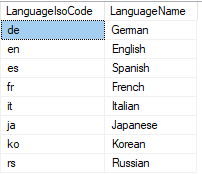 LanguageIsoCode LanguageName
de German
en English
es Spanish
fr French
it Italian
ja Japanese
ko Korean
rs Russian